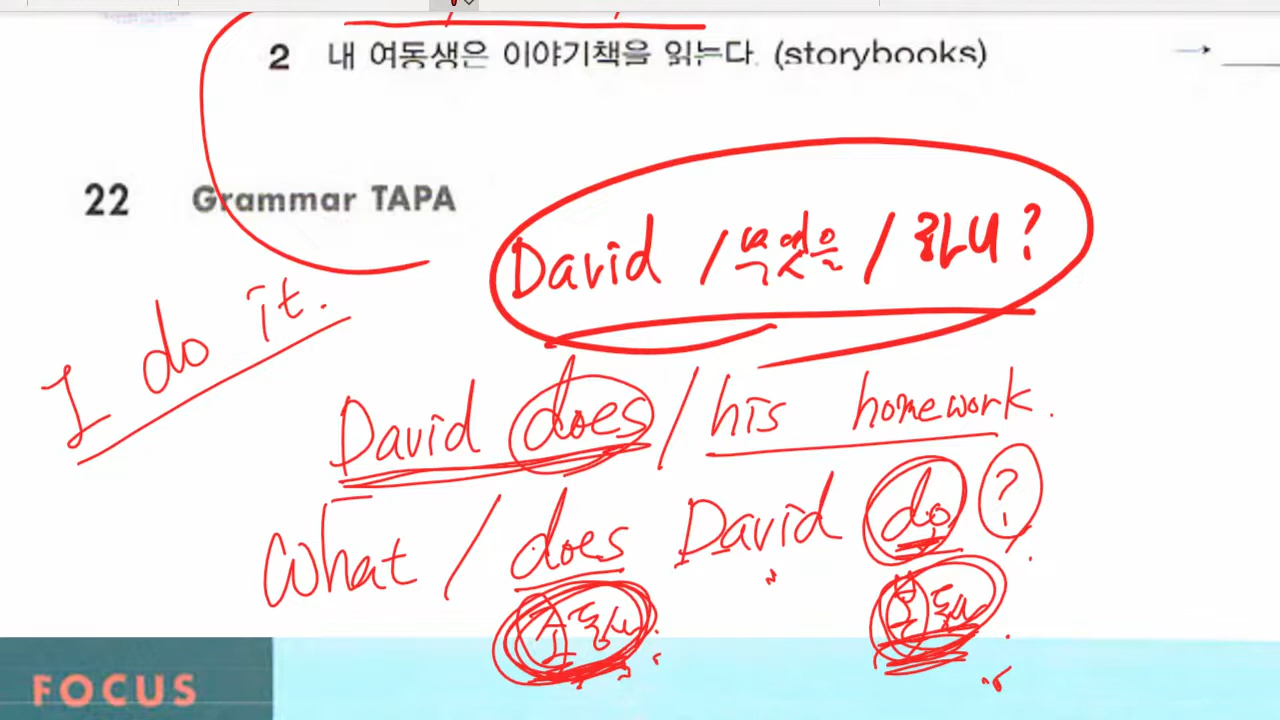 2 내 여동생은 이야기책을 읽는다. (storybooks) →
22 Grammar TAPA
David / 무엇을 / 하니?
I do it.
David does / his homework.
What / does David do?
조동사 본동사
FOCUS